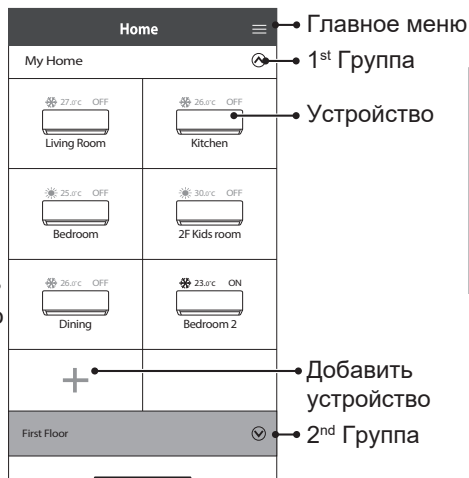 Home
Главное меню
My Home
1st Группа
27.0°C OFF
26.0°C OFF
Устройство
Living Room
Kitchen
25.0°C OFF
30.0°C OFF
Bedroom
2F Kids room
26.0°C OFF
23.0°C ON
Dining
Bedroom 2
+
Добавить
устройство
First Floor
2nd Группа